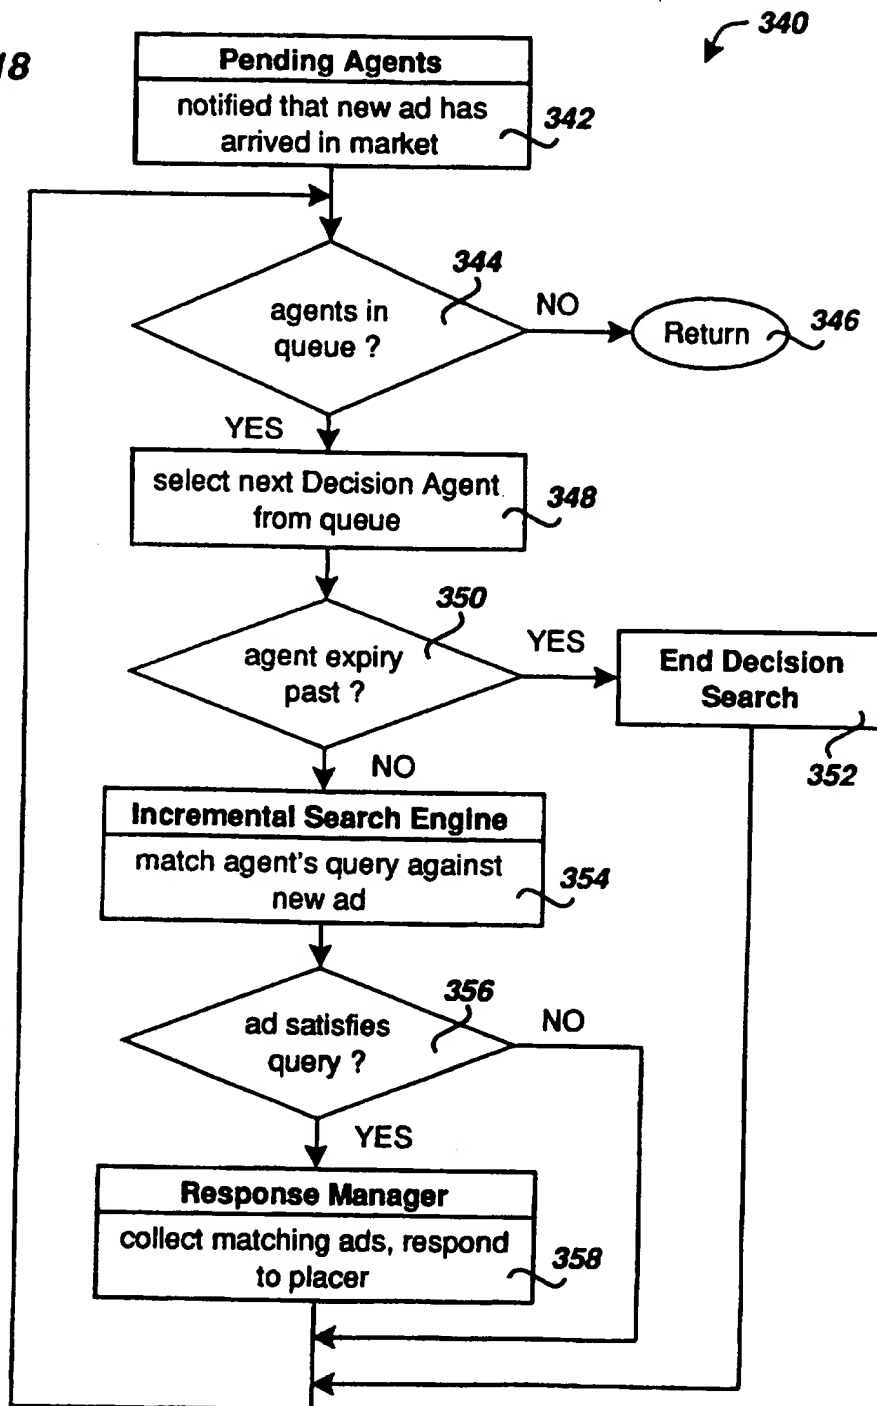 340
18
Pending Agents
notified that new ad has
arrived in market
342
344
agents in
queue ?
NO
Return
346
YES
select next Decision Agent
from queue
348
350
agent expiry
past ?
YES
End Decision
Search
352
NO
Incremental Search Engine
match agent's query against
new ad
354
356
ad satisfies
query ?
NO
YES
Response Manager
collect matching ads, respond
to placer
358